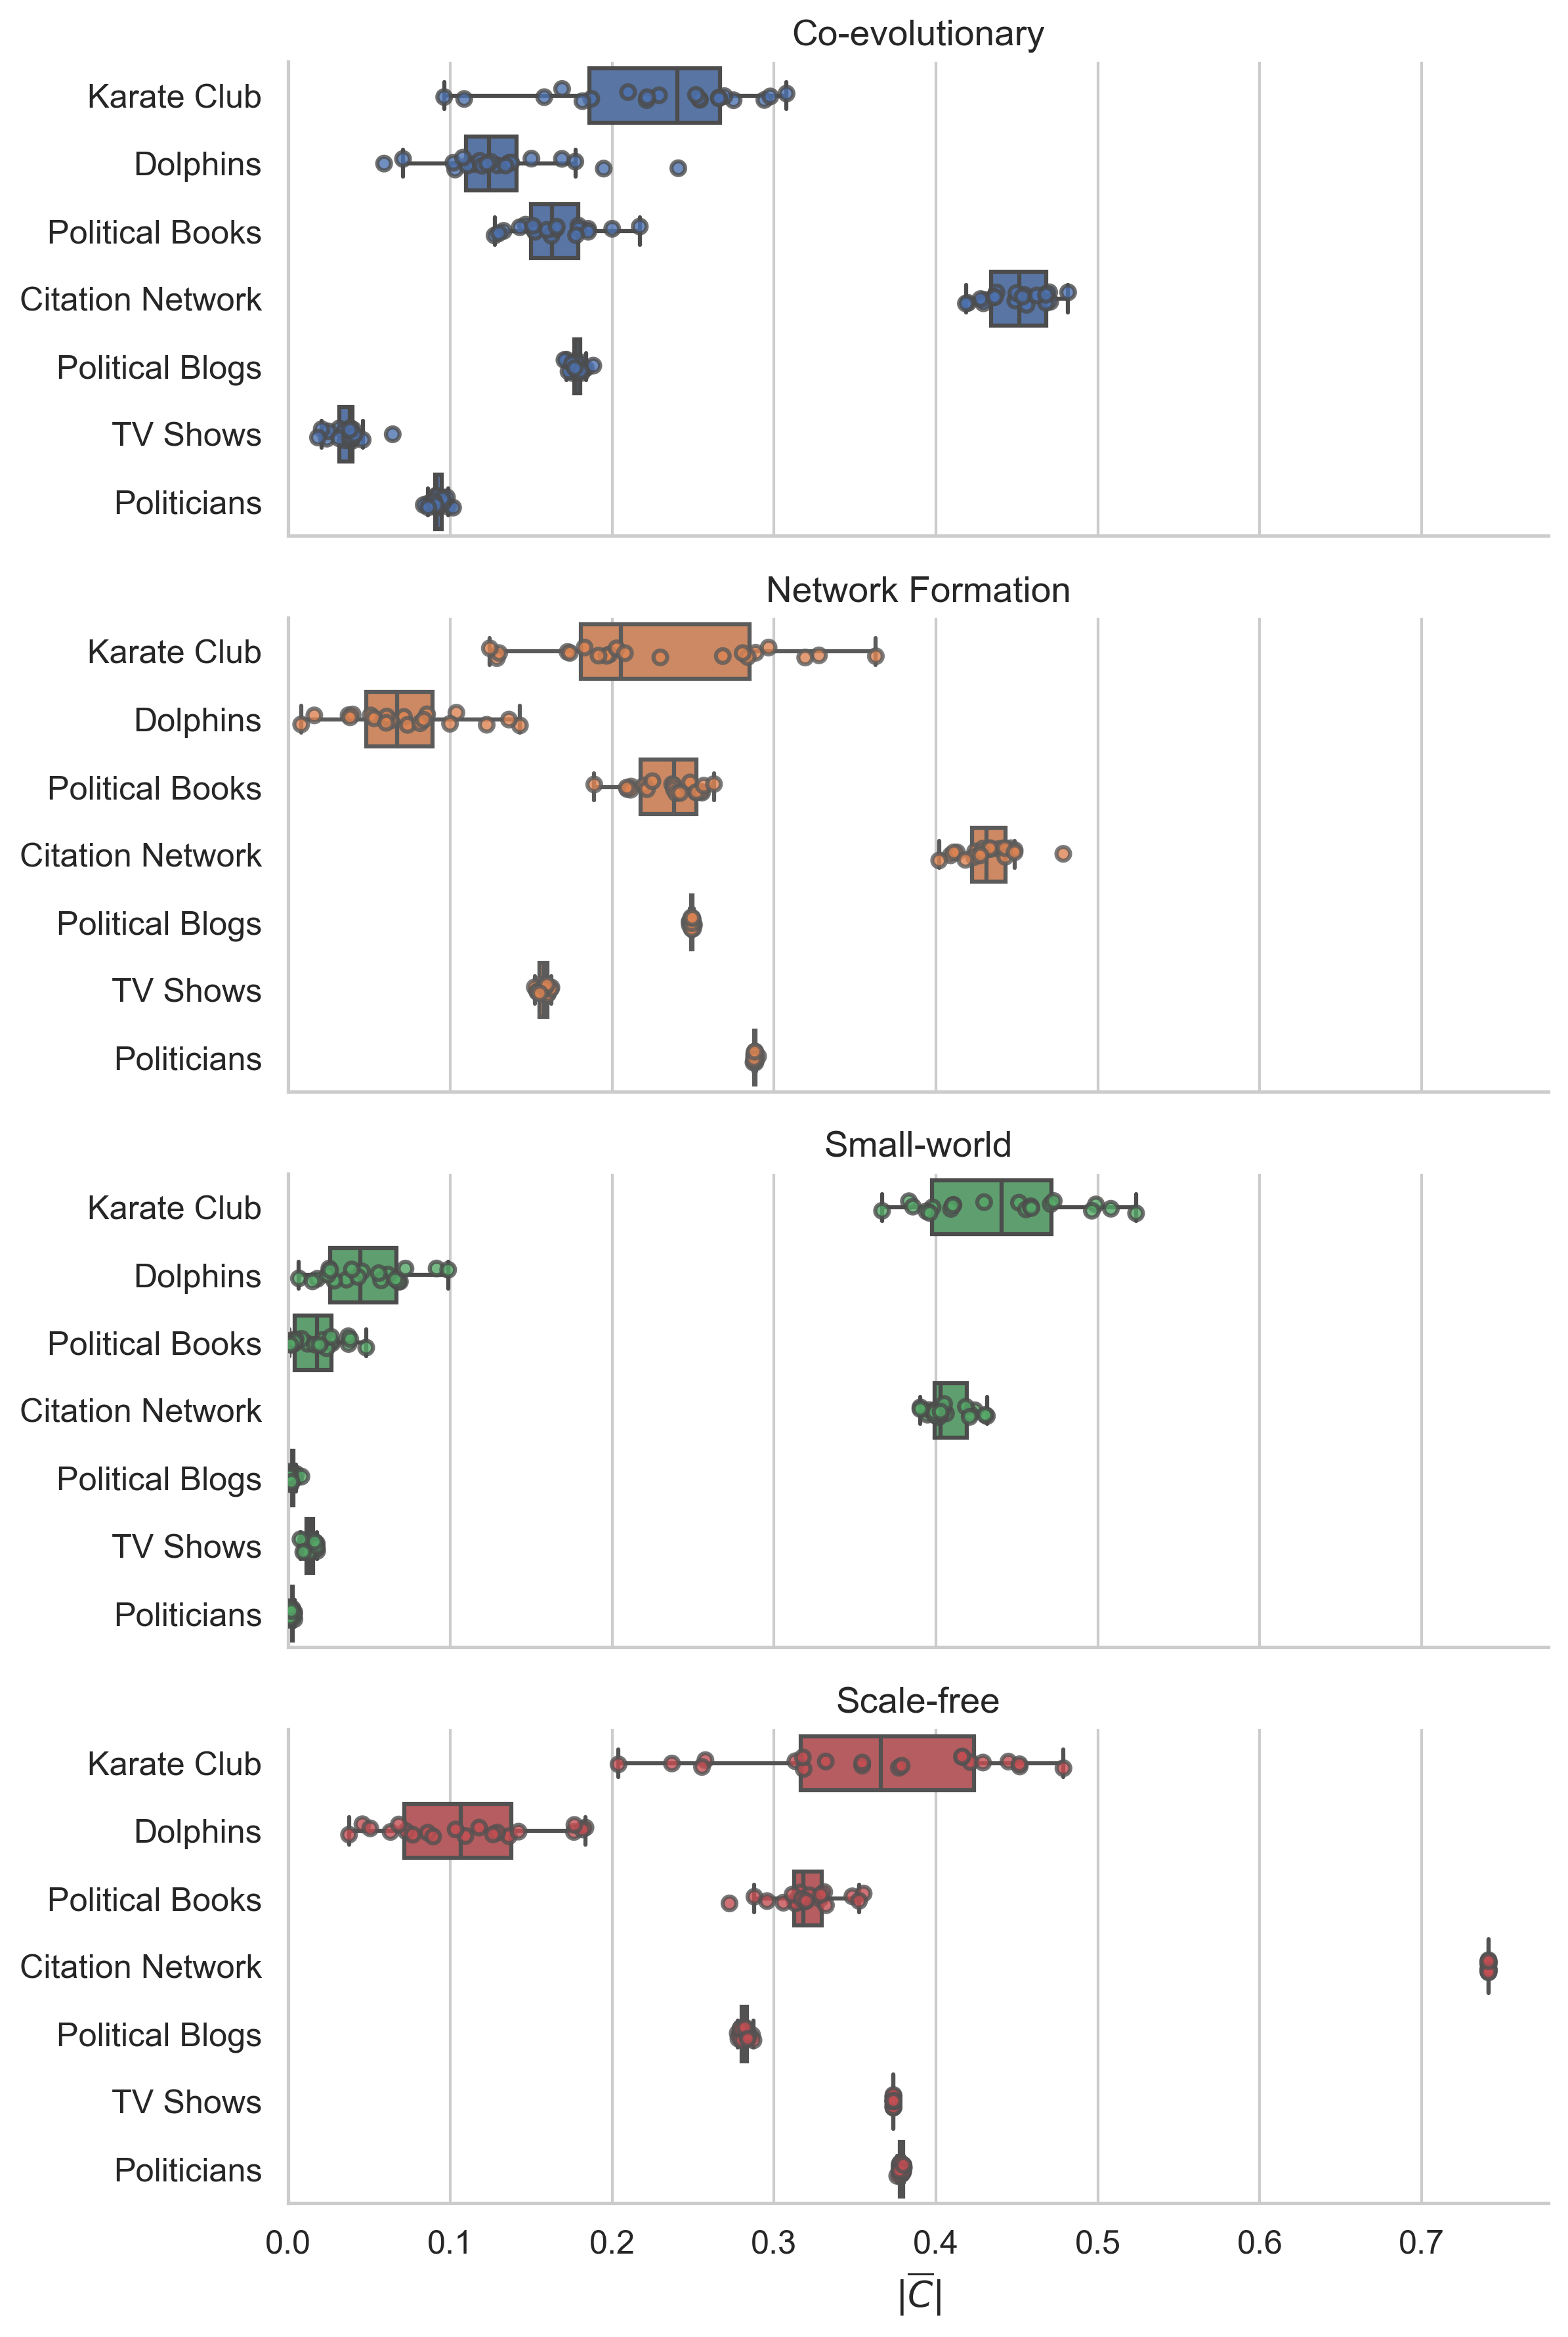 Co-evolutionary
Karate Club
Dolphins
Political Books
Citation Network
Political Blogs
TV Shows
Politicians
Network Formation
Karate Club
Dolphins
Political Books
Citation Network
Political Blogs
TV Shows
Politicians
Small-world
Karate Club
Dolphins
Political Books
Citation Network
Political Blogs
TV Shows
Politicians
Scale-free
Karate Club
Dolphins
Political Books
Citation Network
Political Blogs
TV Shows
Politicians
0.0 0.1 0.2 0.3 0.4 0.5 0.6 0.7
|C̅|